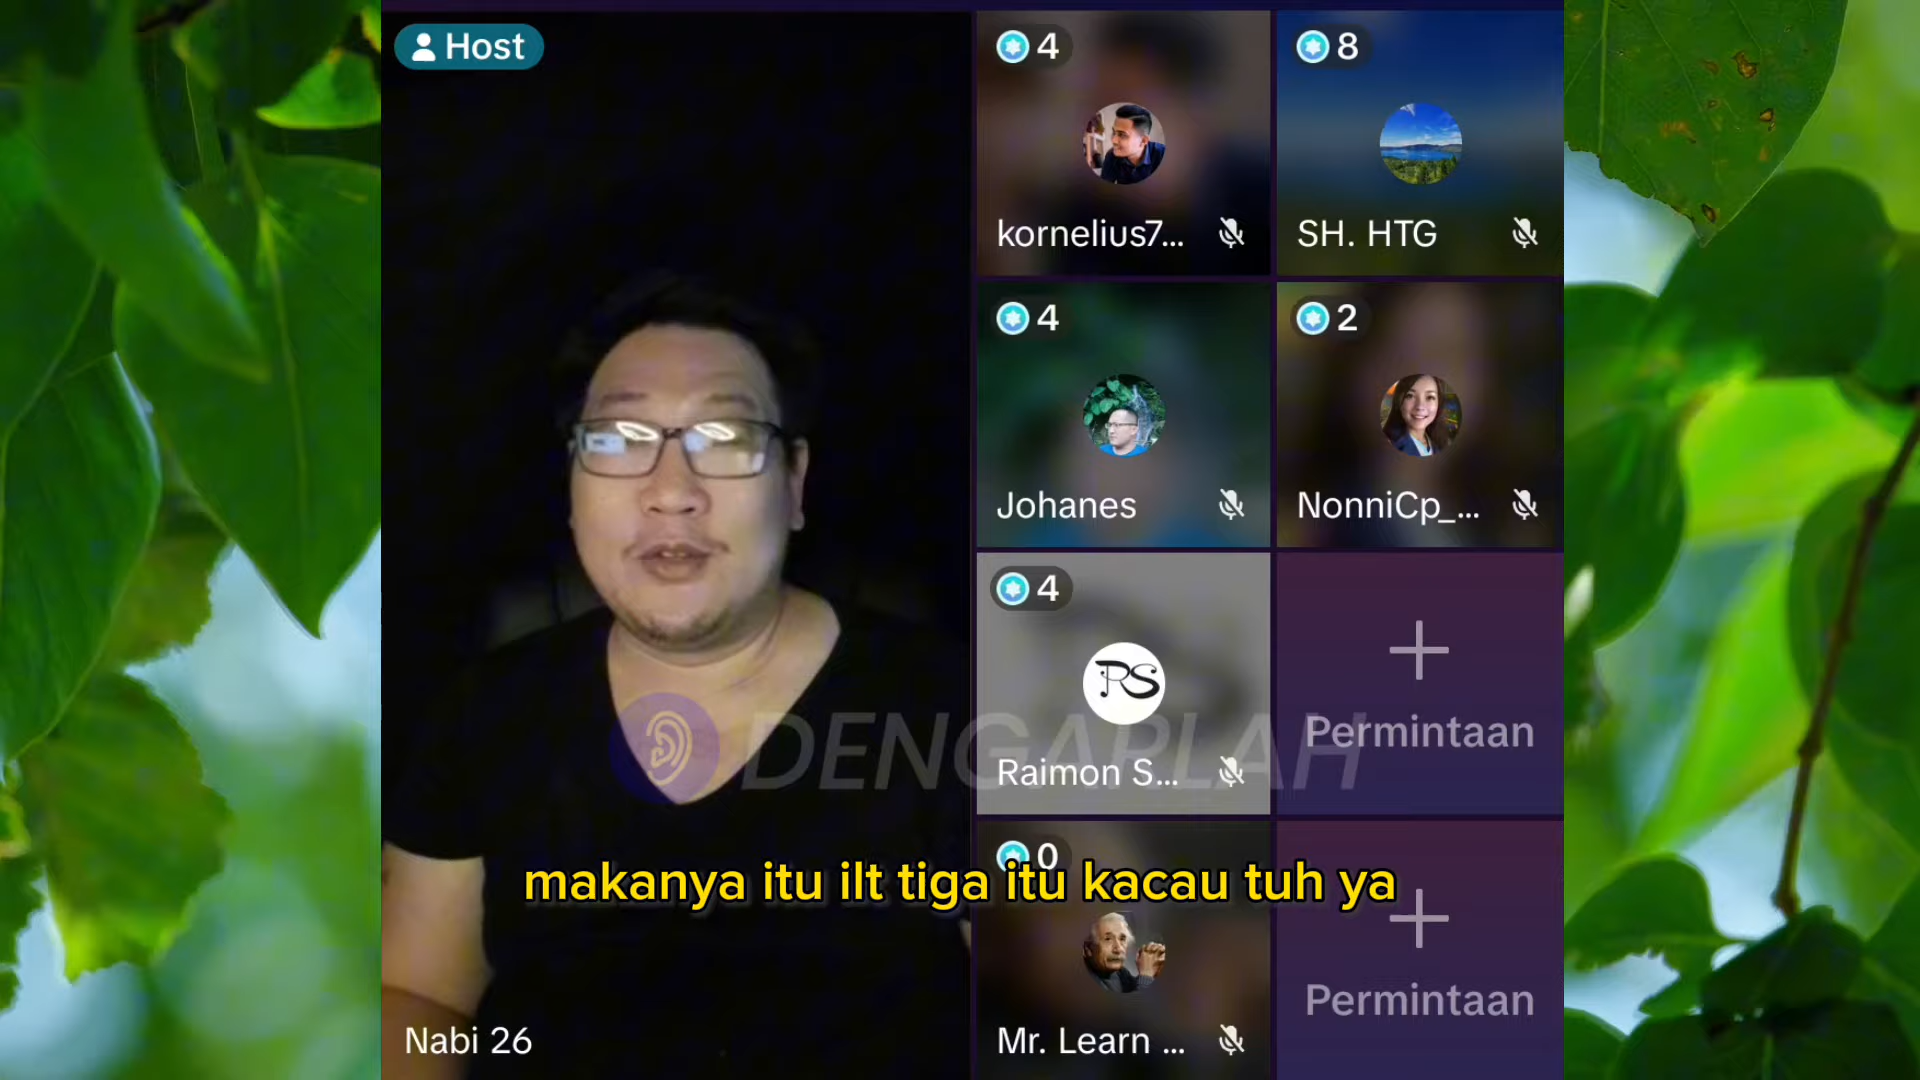 Host
4
8
kornelius7...
SH. HTG
4
2
Johanes
NonniCp_...
4
RS
DENGARLAH
Raimon S...
Permintaan
0
makanya itu ilt tiga itu kacau tuh ya
Nabi 26
Mr. Learn ...
Permintaan